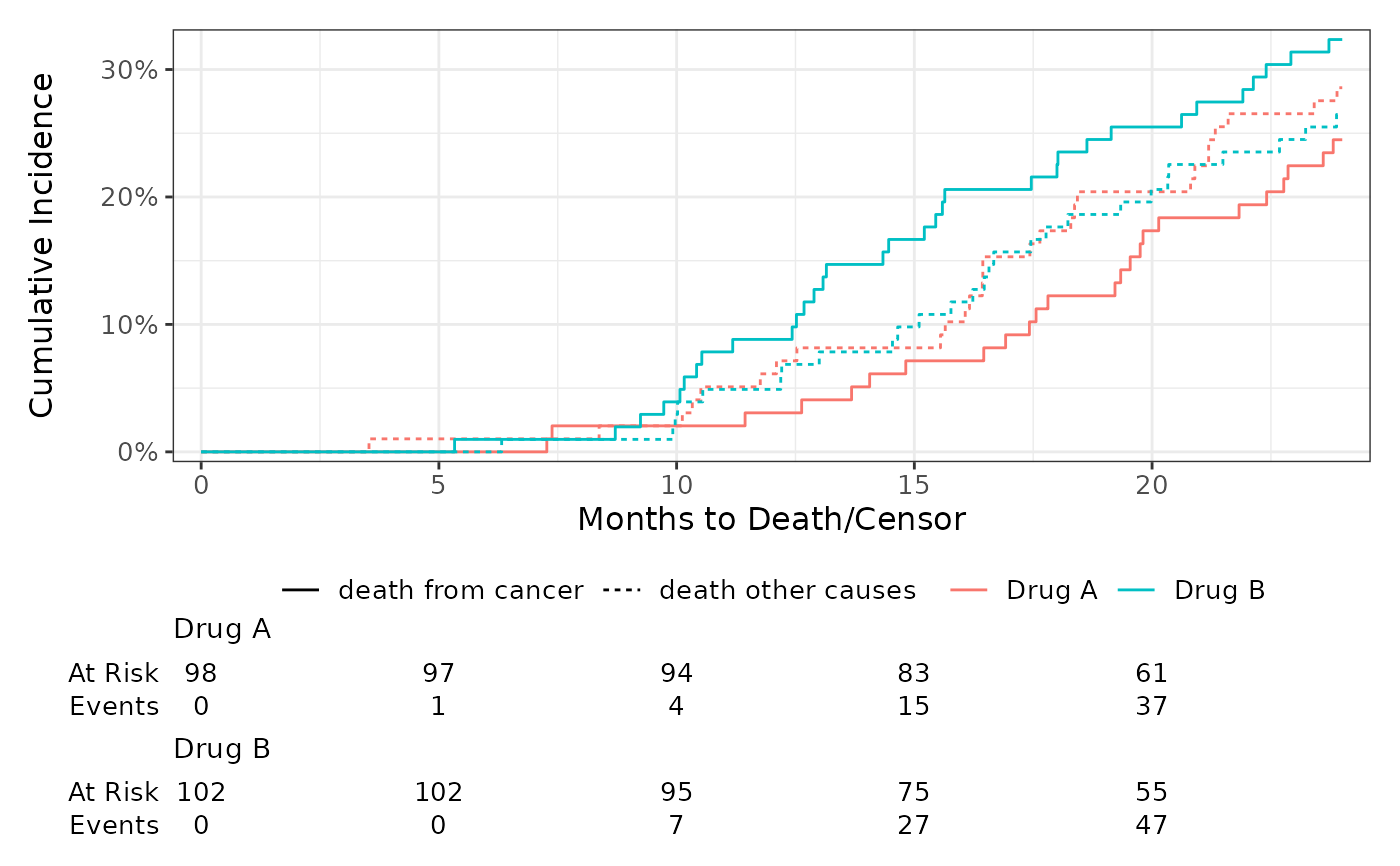 Cumulative Incidence
30%
20%
10%
0%
0 5 10 15 20
Months to Death/Censor
death from cancer death other causes Drug A Drug B
Drug A
At Risk 98 97 94 83 61
Events 0 1 4 15 37
Drug B
At Risk 102 102 95 75 55
Events 0 0 7 27 47